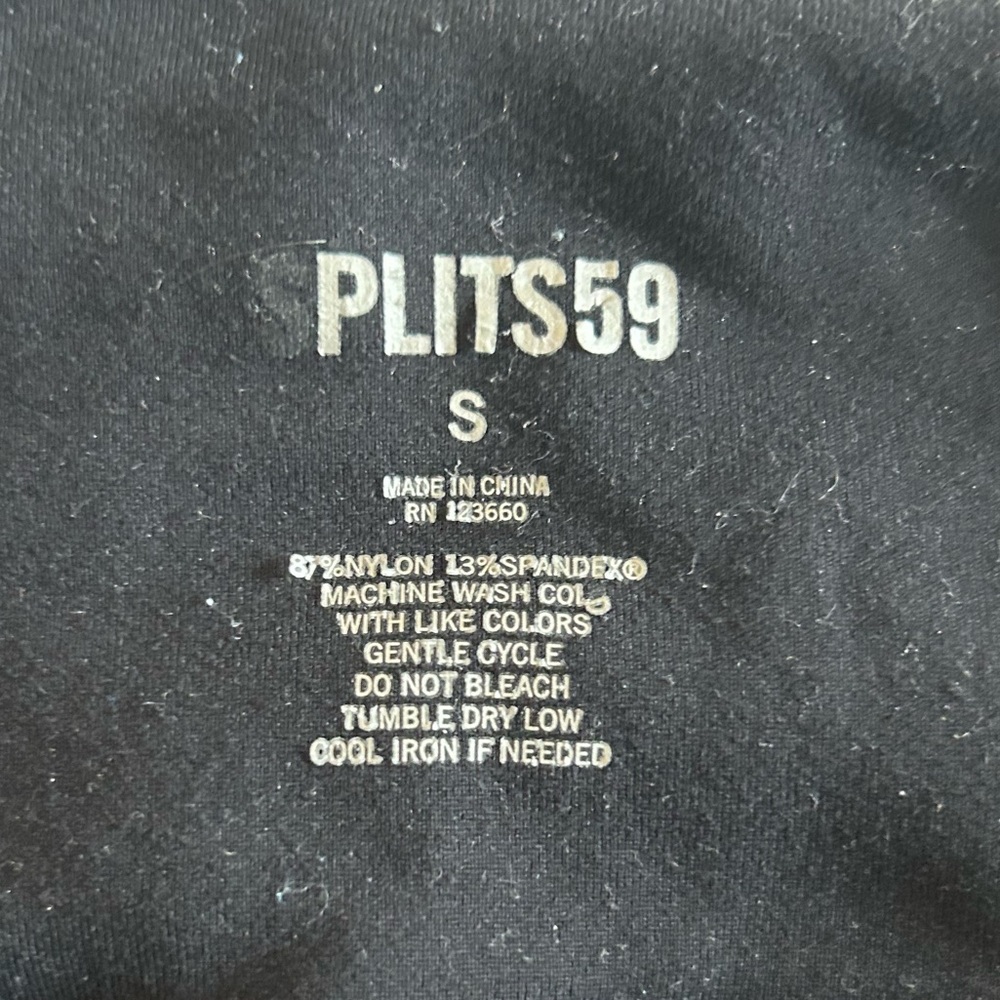 SPLITS59
S
MADE IN CHINA
RN 123660
87%NYLON 13%SPANDEX®
MACHINE WASH COLD
WITH LIKE COLORS
GENTLE CYCLE
DO NOT BLEACH
TUMBLE DRY LOW
COOL IRON IF NEEDED